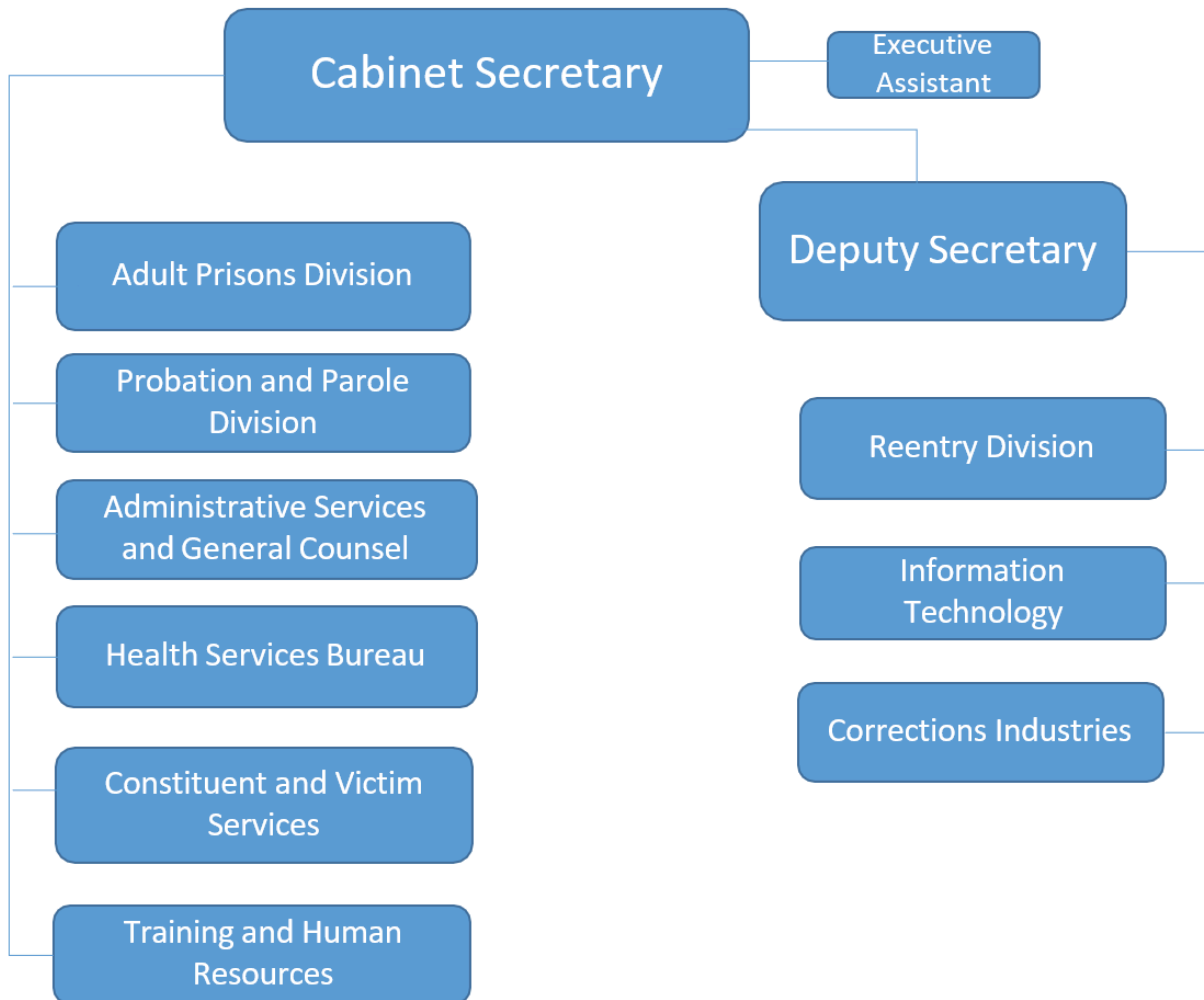 Cabinet Secretary
Executive
Assistant
Deputy Secretary
Adult Prisons Division
Probation and Parole
Division
Administrative Services
and General Counsel
Health Services Bureau
Constituent and Victim
Services
Training and Human
Resources
Reentry Division
Information
Technology
Corrections Industries